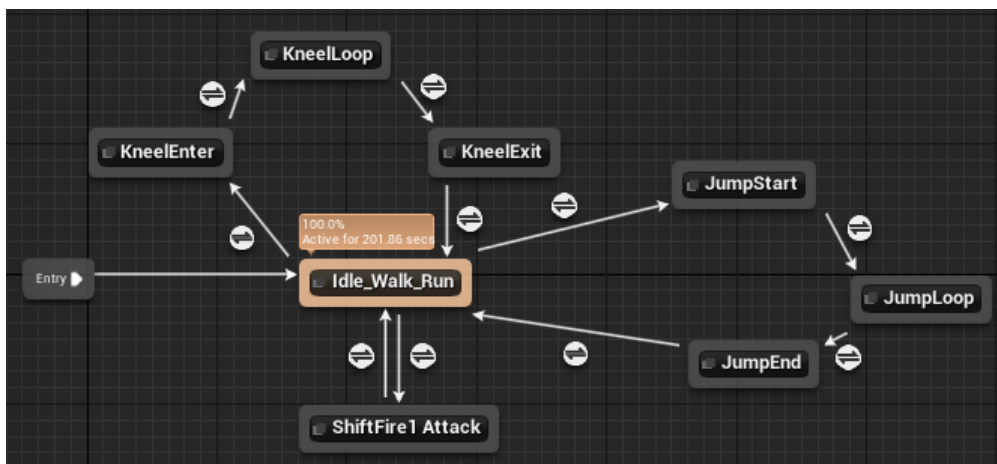 KneelLoop
KneelEnter
KneelExit
JumpStart
100.0%
Active for 201.86 secs
Entry
Idle_Walk_Run
JumpLoop
JumpEnd
ShiftFire1 Attack